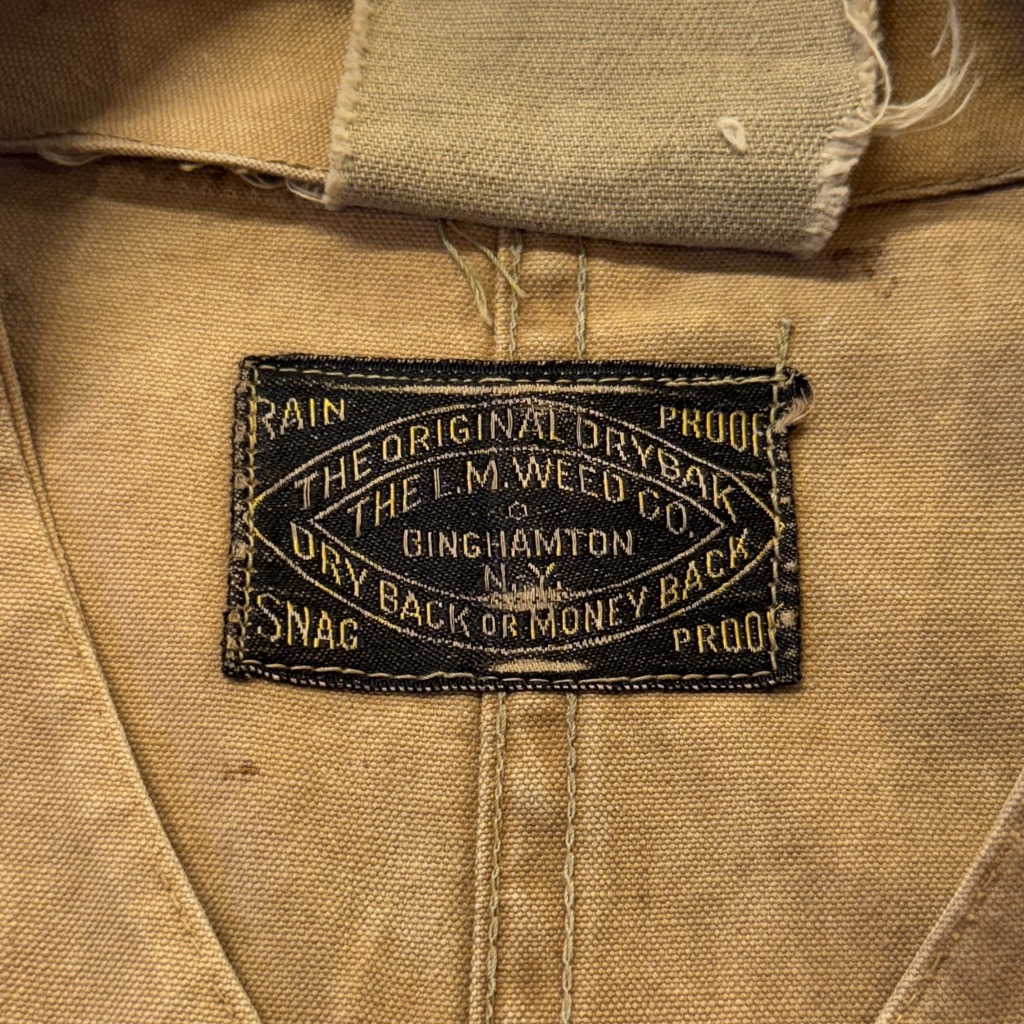 RAIN PROOF
THE ORIGINAL DRYBAK
THE L.M. WEED CO.
BINGHAMTON
N.Y.
DRY BACK OR MONEY BACK
SNAG PROOF